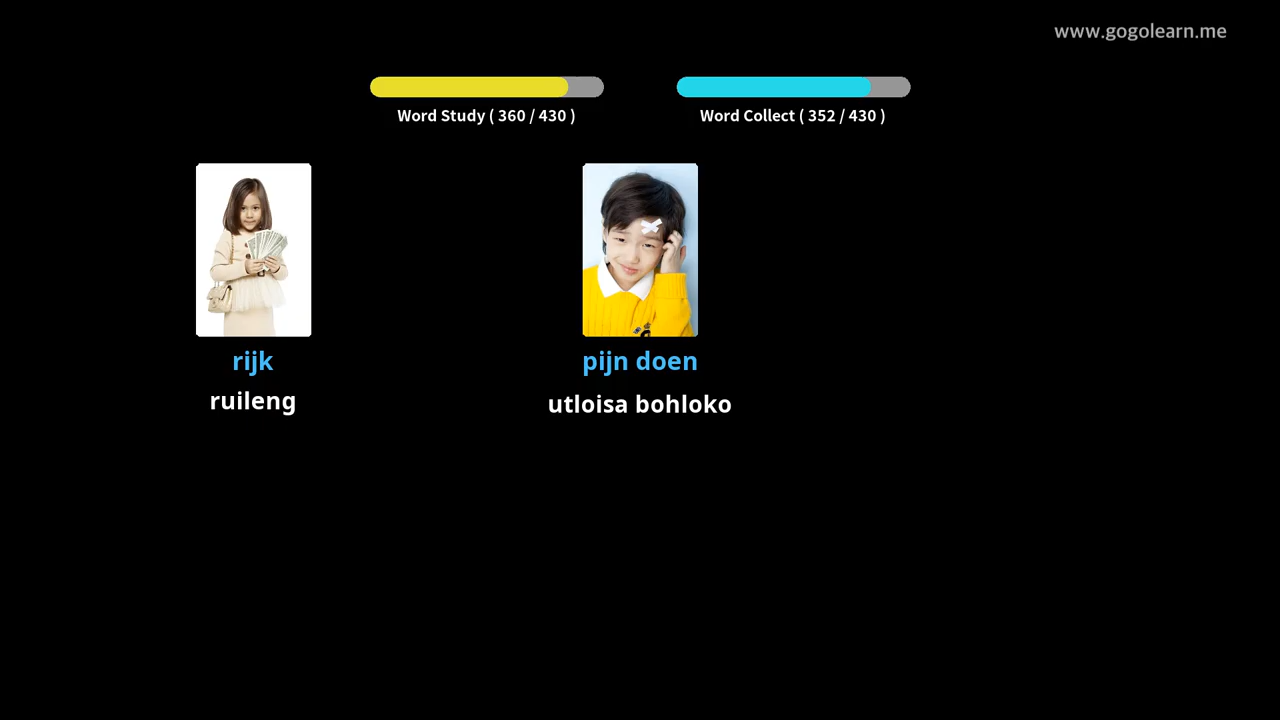 www.gogolearn.me
Word Study ( 360 / 430 )
Word Collect ( 352 / 430 )
rijk
pijn doen
ruileng
utloisa bohloko